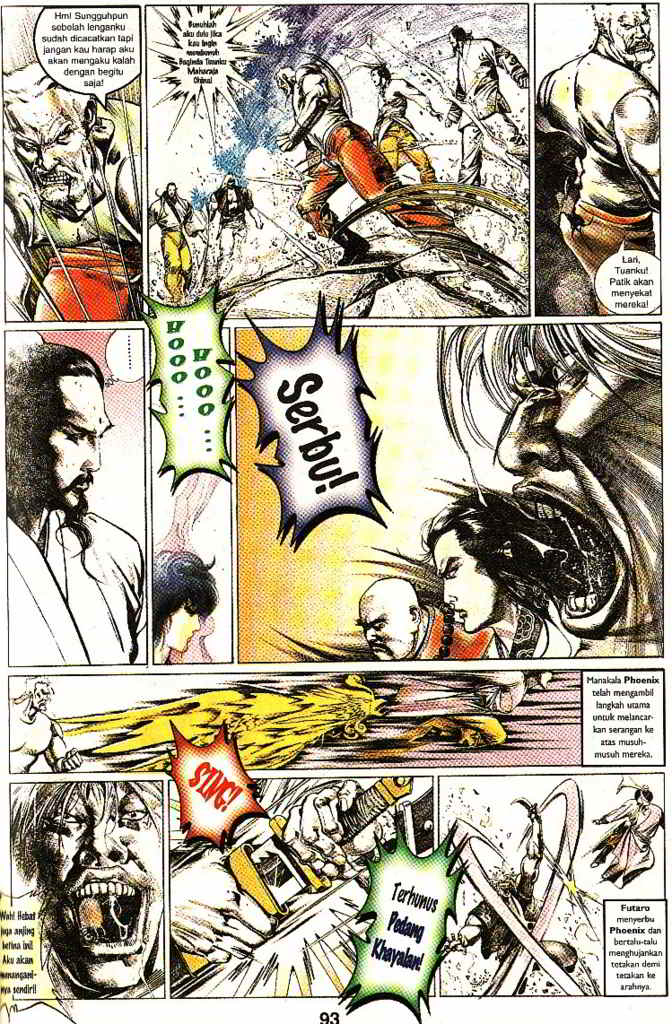 Hm! Sungguhpun
sebolah lenganku
sudah dicacatkan tapi
jangan kau harap aku
akan mengaku kalah
dengan begitu
saja!
Bunuhlah
aku dulu jika
kau ingin
membunuh
Baginda Tuanku
Maharaja
China!
Lari,
Tuanku!
Patik akan
menyekat
mereka!
..........
HOOO ...
HOOO ...
Serbu!
Manakala Phoenix
telah mengambil
langkah utama
untuk melancar-
kan serangan ke
atas musuh-
musuh mereka.
SING!
Wah! Hebat
juga anjing
betina ini!
Aku akan
menangani-
nya sendiri!
Terhunus
Pedang
Khayalan!
Futaro
menyerbu
Phoenix dan
bertalu-talu
menghujankan
tetakan demi
tetakan ke
arahnya.
93